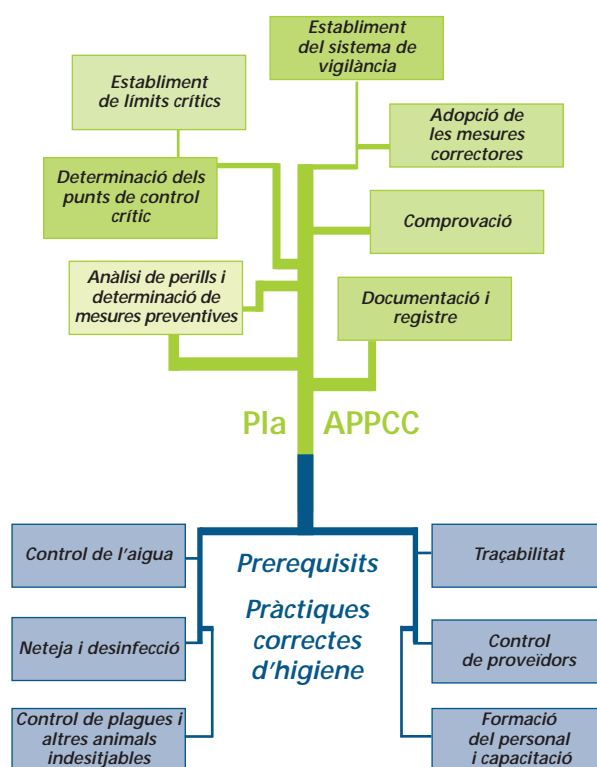 Establiment
del sistema de
vigilància
Establiment
de límits crítics
Adopció de
les mesures
correctores
Determinació dels
punts de control
crític
Comprovació
Anàlisi de perills i
determinació de
mesures preventives
Documentació i
registre
Pla APPCC
Control de l'aigua
Prerequisits
Traçabilitat
Pràctiques
correctes
d'higiene
Neteja i desinfecció
Control
de proveïdors
Control de plagues i
altres animals
indesitjables
Formació
del personal
i capacitació